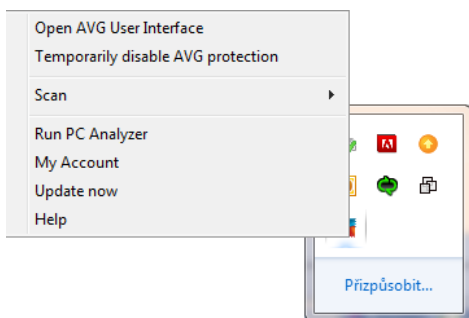 Open AVG User Interface
Temporarily disable AVG protection
Scan
Run PC Analyzer
My Account
Update now
Help
Přizpůsobit...